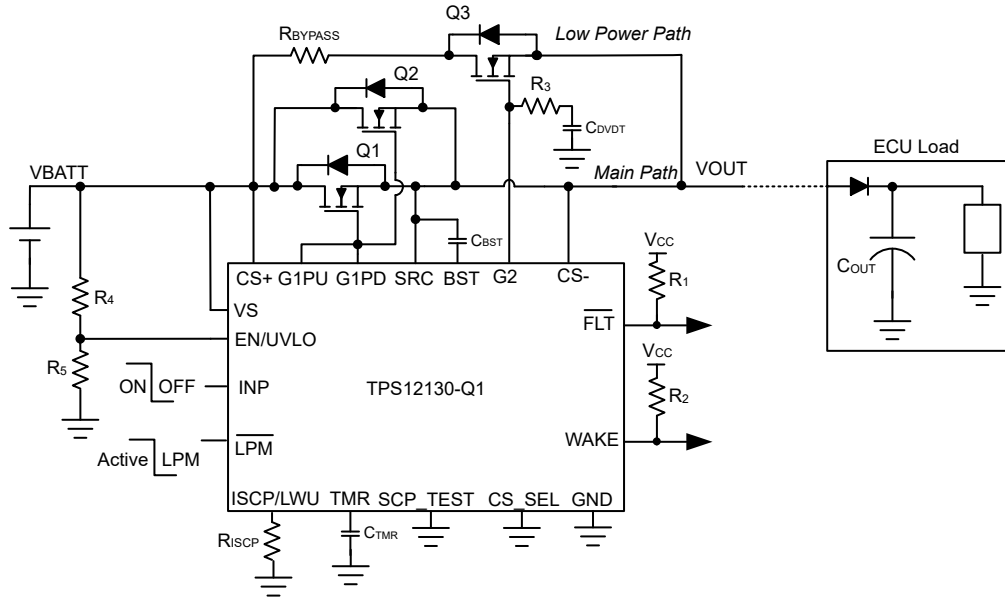 Q3
Low Power Path
RBYPASS
Q2
R3
CDVDT
Q1
VBATT
Main Path
VOUT
ECU Load
CBST
VCC
COUT
R1
CS+ G1PU G1PD SRC BST G2 CS-
R4
VS
FLT
EN/UVLO
VCC
R5
ON OFF
INP
TPS12130-Q1
R2
WAKE
Active LPM
LPM
ISCP/LWU TMR SCP_TEST CS_SEL GND
RISCP
CTMR